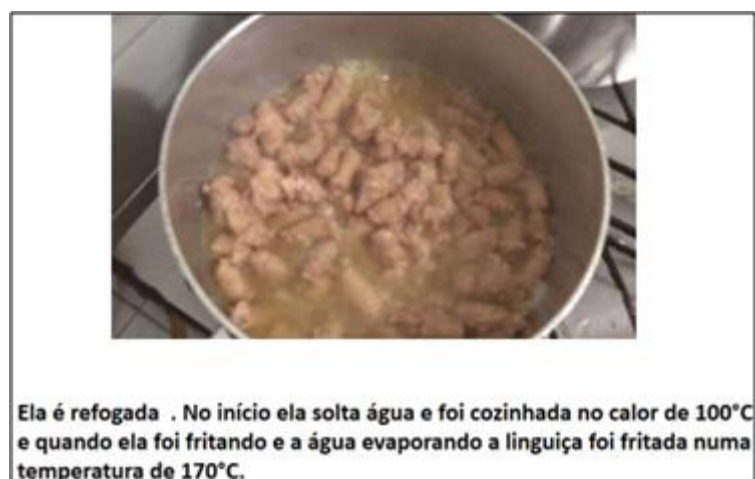 Ela é refogada . No início ela solta água e foi cozinhada no calor de 100°C
e quando ela foi fritando e a água evaporando a linguiça foi fritada numa
temperatura de 170°C.